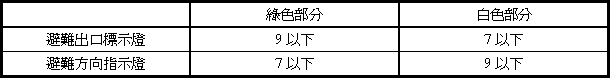 綠色部分 白色部分
避難出口標示燈 9 以下 7 以下
避難方向指示燈 7 以下 9 以下